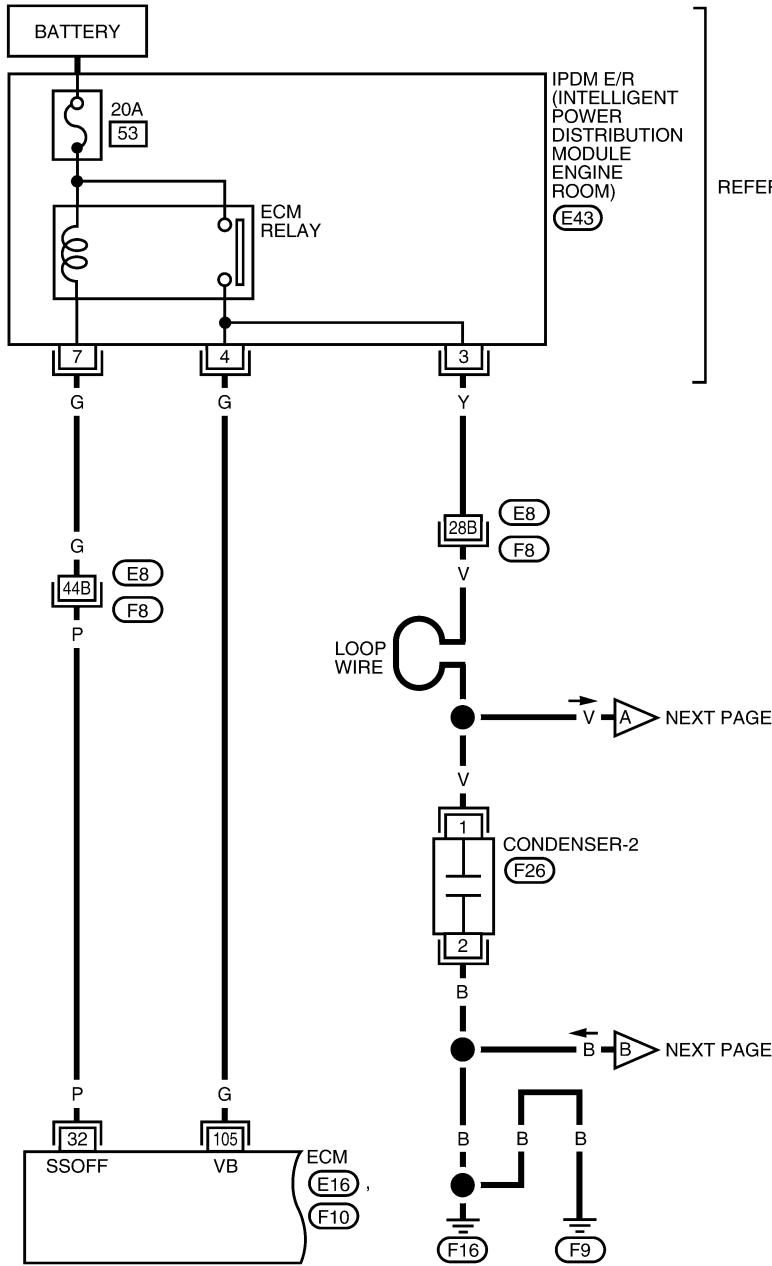 BATTERY
20A
53
IPDM E/R
(INTELLIGENT
POWER
DISTRIBUTION
MODULE
ENGINE
ROOM)
E43
REFER
ECM
RELAY
7
4
3
G
G
Y
28B
E8
F8
G
44B
E8
F8
V
P
LOOP
WIRE
V
A
NEXT PAGE
V
1
CONDENSER-2
F26
2
B
B
B
NEXT PAGE
P
G
B
B
B
32
105
SSOFF
VB
ECM
E16 ,
F10
F16
F9